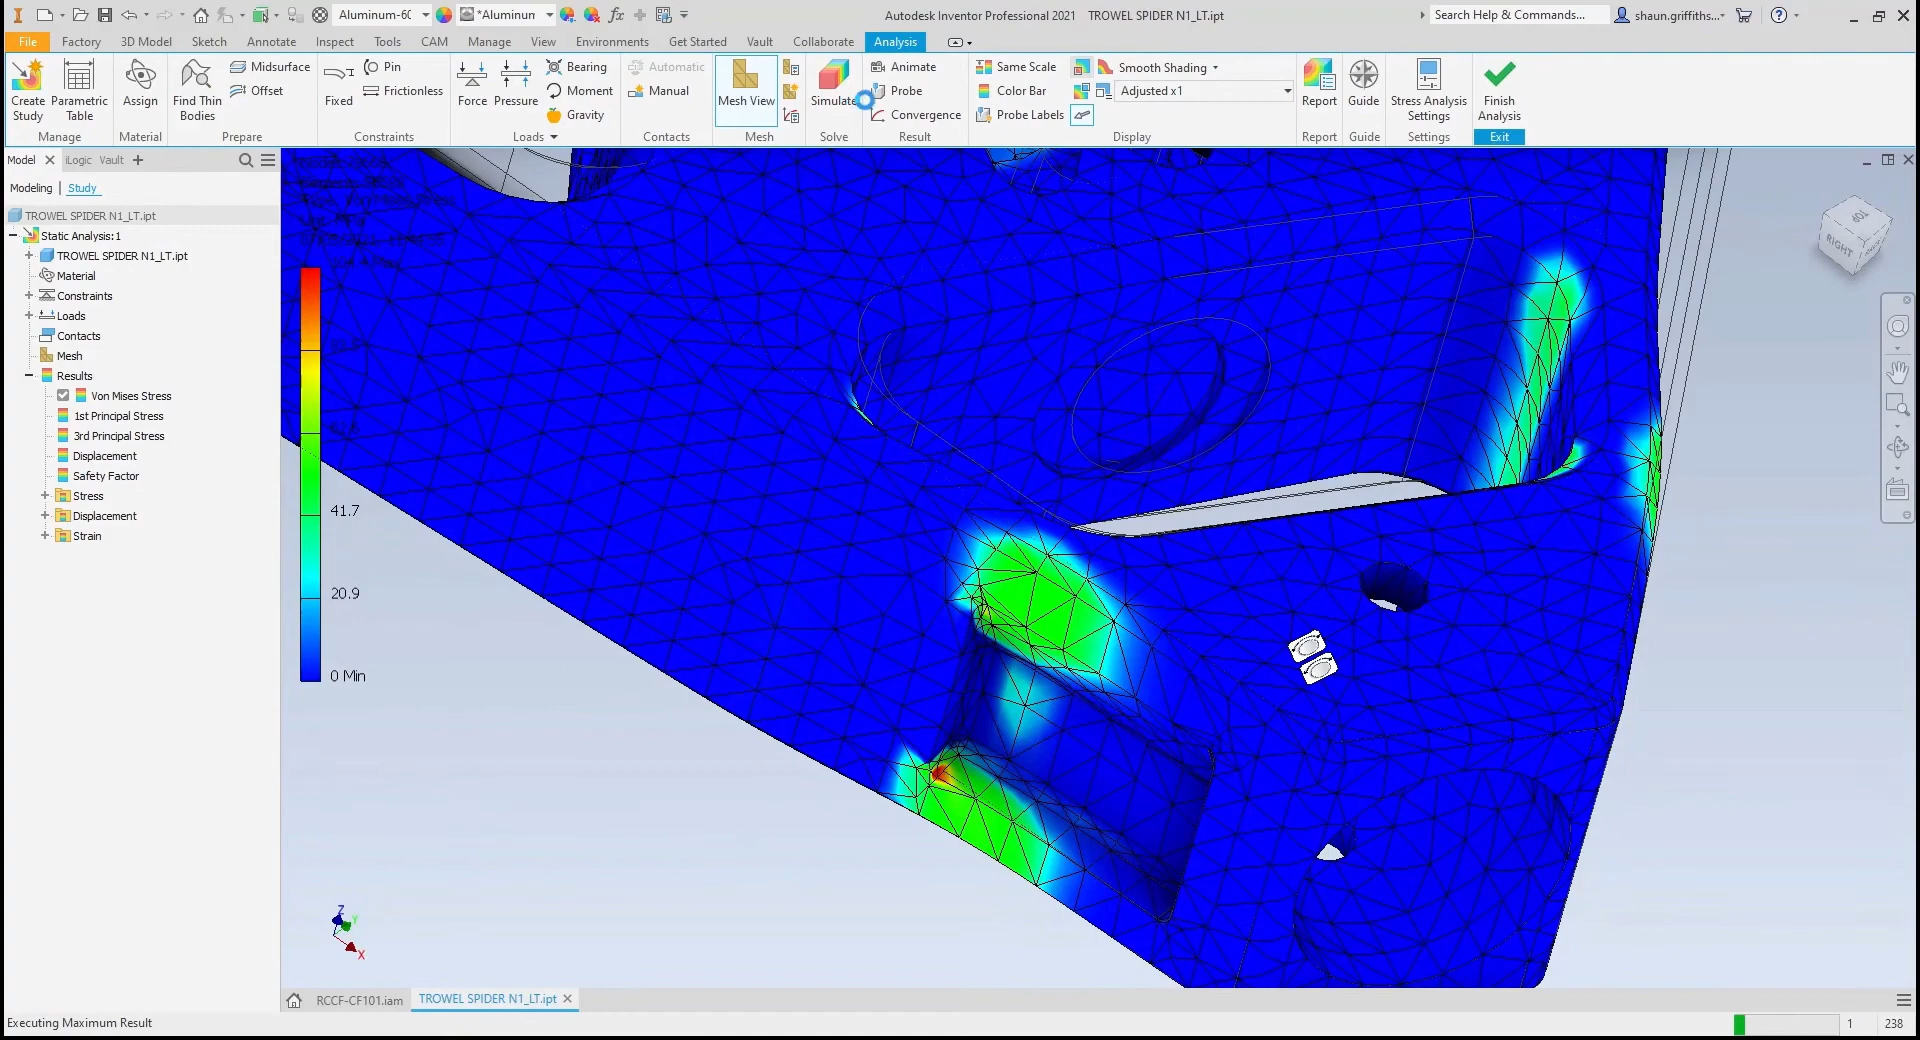 Aluminum-60
*Aluminun
Autodesk Inventor Professional 2021 TROWEL SPIDER N1_LT.ipt
Search Help & Commands...
shaun.griffiths...
File Factory 3D Model Sketch Annotate Inspect Tools CAM Manage View Environments Get Started Vault Collaborate Analysis
Create Study
Parametric Table
Manage
Assign
Material
Find Thin Bodies
Midsurface
Offset
Prepare
Fixed
Pin
Frictionless
Constraints
Force
Pressure
Bearing
Moment
Gravity
Loads
Automatic
Manual
Contacts
Mesh View
Mesh
Simulate
Solve
Animate
Probe
Convergence
Result
Same Scale
Color Bar
Probe Labels
Smooth Shading
Adjusted x1
Display
Report
Report
Guide
Guide
Stress Analysis Settings
Settings
Finish Analysis
Exit
Model iLogic Vault
Modeling Study
TROWEL SPIDER N1_LT.ipt
Static Analysis:1
TROWEL SPIDER N1_LT.ipt
Material
Constraints
Loads
Contacts
Mesh
Results
Von Mises Stress
1st Principal Stress
3rd Principal Stress
Displacement
Safety Factor
Stress
Displacement
Strain
41.7
20.9
0 Min
TOP
RIGHT
Z
Y
X
RCCF-CF101.iam
TROWEL SPIDER N1_LT.ipt
Executing Maximum Result
1 238